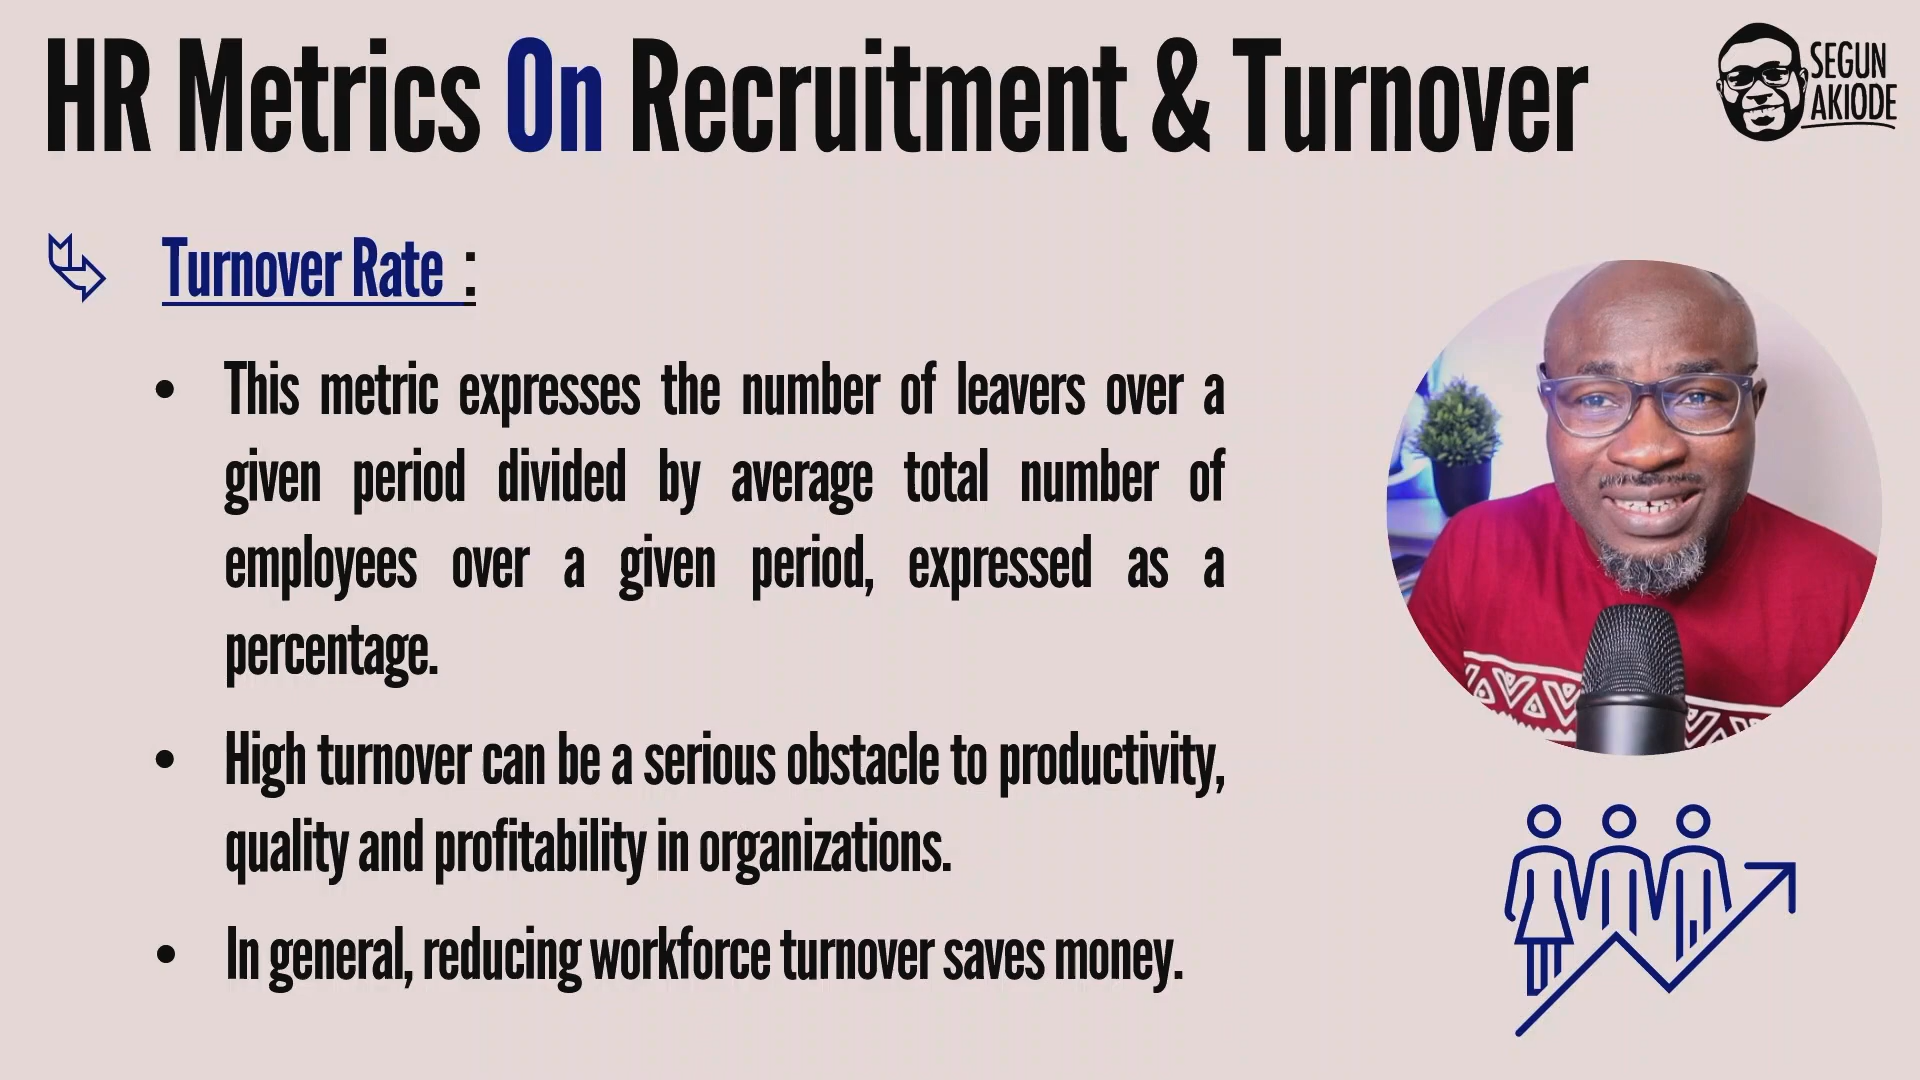 HR Metrics On Recruitment & Turnover
SEGUN
AKIODE
Turnover Rate :
• This metric expresses the number of leavers over a
given period divided by average total number of
employees over a given period, expressed as a
percentage.
• High turnover can be a serious obstacle to productivity,
quality and profitability in organizations.
• In general, reducing workforce turnover saves money.